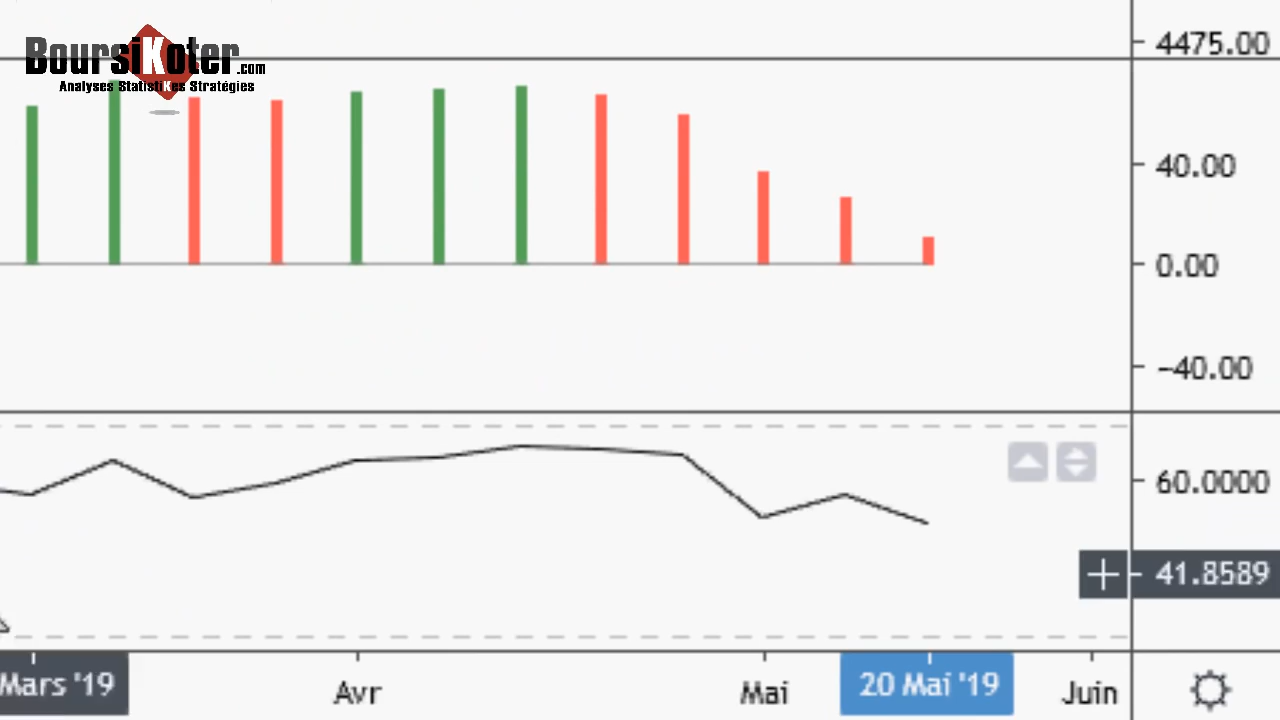 BoursiKoter.com
Analyses StatistiKes Stratégies
4475.00
40.00
0.00
−40.00
60.0000
41.8589
Mars '19
Avr
Mai
20 Mai '19
Juin